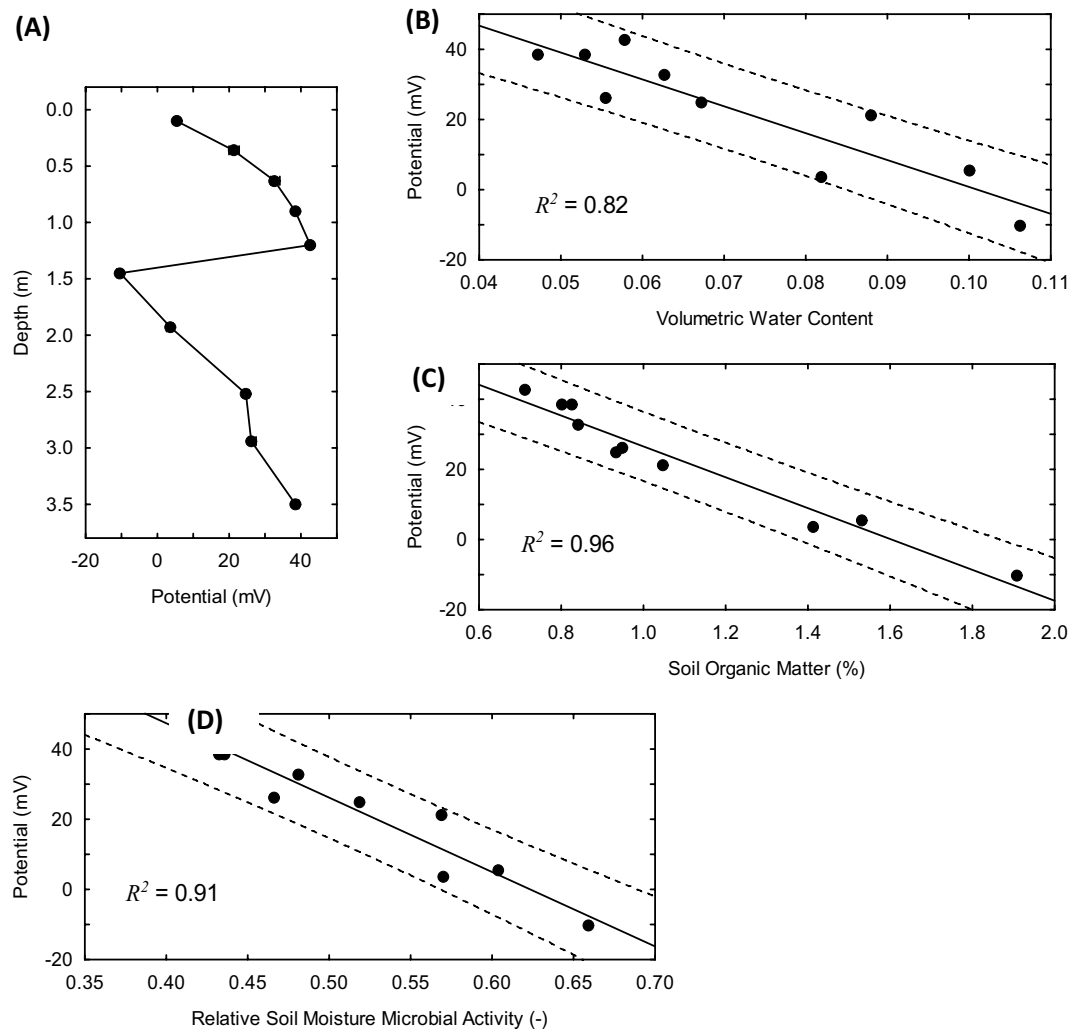 (A)
0.0
0.5
1.0
1.5
2.0
2.5
3.0
3.5
Depth (m)
-20 0 20 40
Potential (mV)
(B)
40
20
0
-20
Potential (mV)
R² = 0.82
0.04 0.05 0.06 0.07 0.08 0.09 0.10 0.11
Volumetric Water Content
(C)
20
0
-20
Potential (mV)
R² = 0.96
0.6 0.8 1.0 1.2 1.4 1.6 1.8 2.0
Soil Organic Matter (%)
(D)
40
20
0
-20
Potential (mV)
R² = 0.91
0.35 0.40 0.45 0.50 0.55 0.60 0.65 0.70
Relative Soil Moisture Microbial Activity (-)